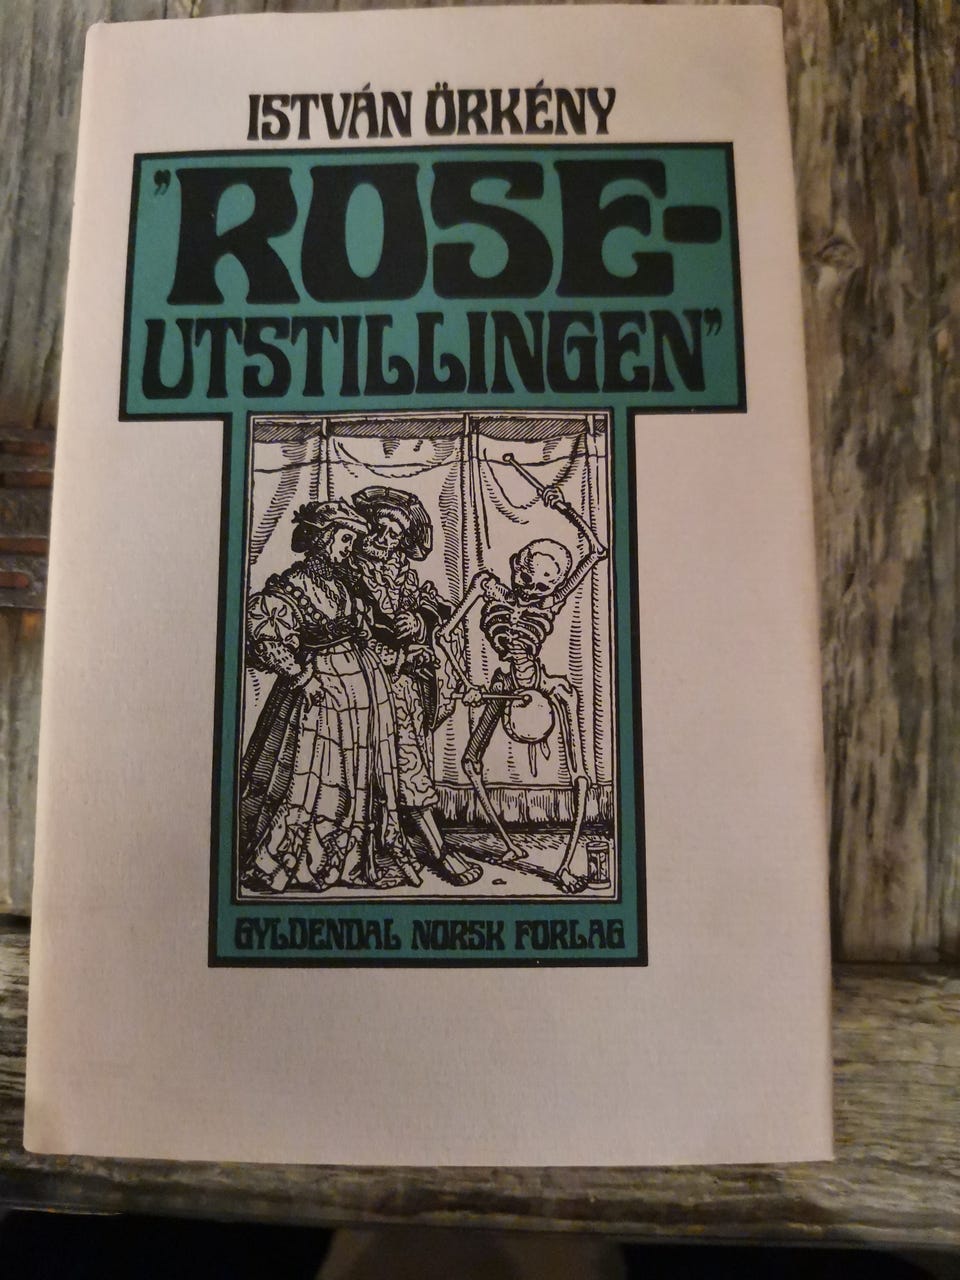 ISTVÁN ÖRKÉNY
”ROSE-
UTSTILLINGEN”
GYLDENDAL NORSK FORLAG